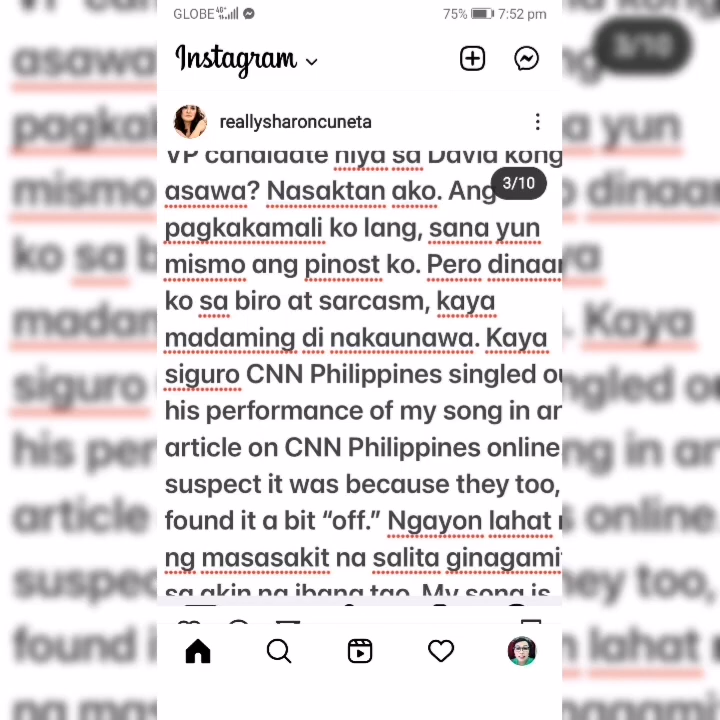 GLOBE 4G
75% 7:52 pm
Instagram
reallysharoncuneta
VP candidate niya sa Davia kong
asawa? Nasaktan ako. Ang
3/10
pagkakamali ko lang, sana yun
mismo ang pinost ko. Pero dinaan
ko sa biro at sarcasm, kaya
madaming di nakaunawa. Kaya
siguro CNN Philippines singled ou
his performance of my song in an
article on CNN Philippines online
suspect it was because they too,
found it a bit “off.” Ngayon lahat
ng masasakit na salita ginagamit
sa akin ng ibang tao. My song is